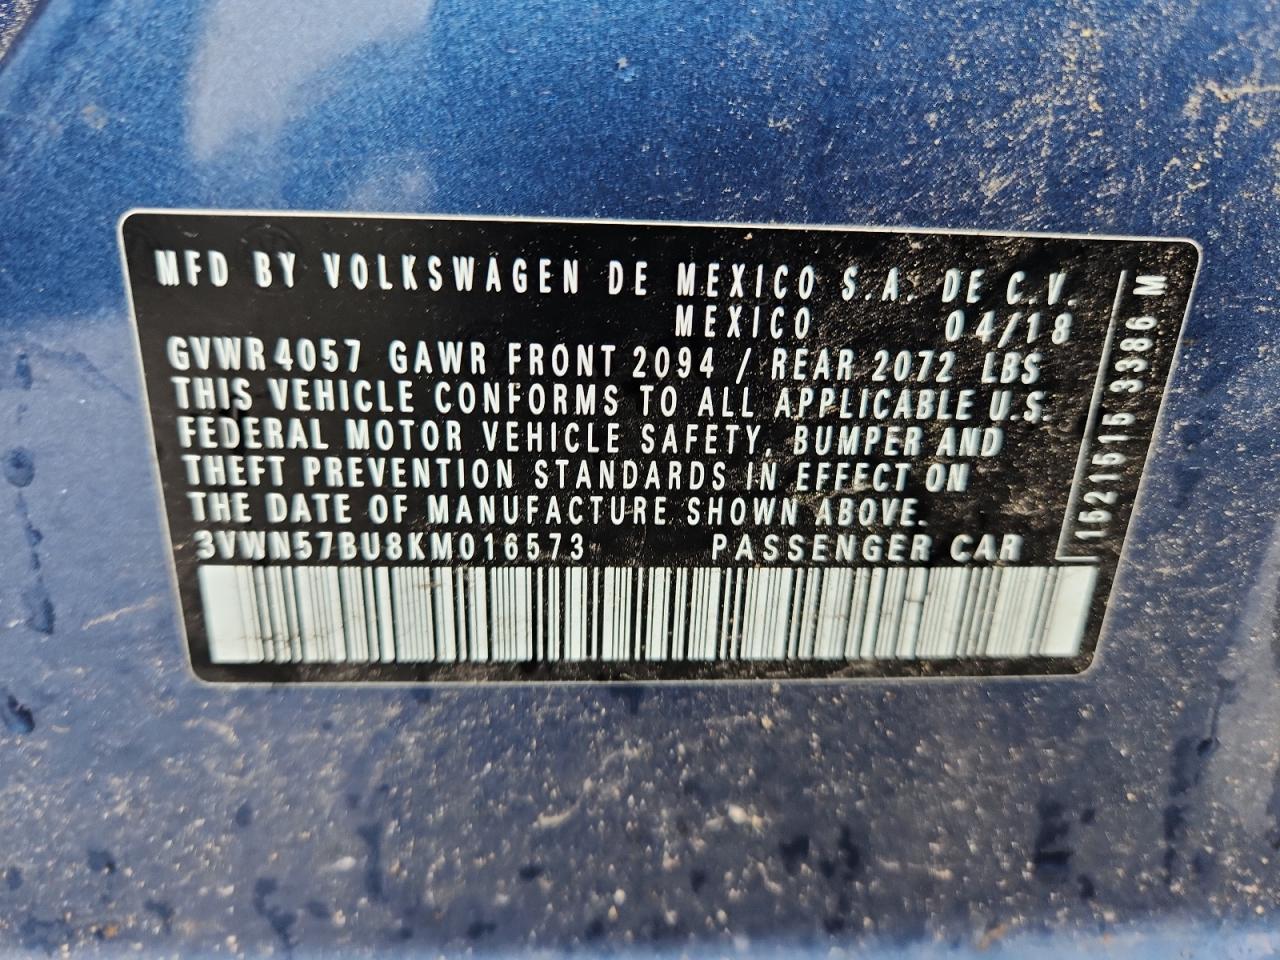 MFD BY VOLKSWAGEN DE MEXICO S.A. DE C.V.
MEXICO 04/18
GVWR 4057 GAWR FRONT 2094 / REAR 2072 LBS
THIS VEHICLE CONFORMS TO ALL APPLICABLE U.S.
FEDERAL MOTOR VEHICLE SAFETY, BUMPER AND
THEFT PREVENTION STANDARDS IN EFFECT ON
THE DATE OF MANUFACTURE SHOWN ABOVE.
3VWN57BU8KM016573 PASSENGER CAR
1521515 3386 M